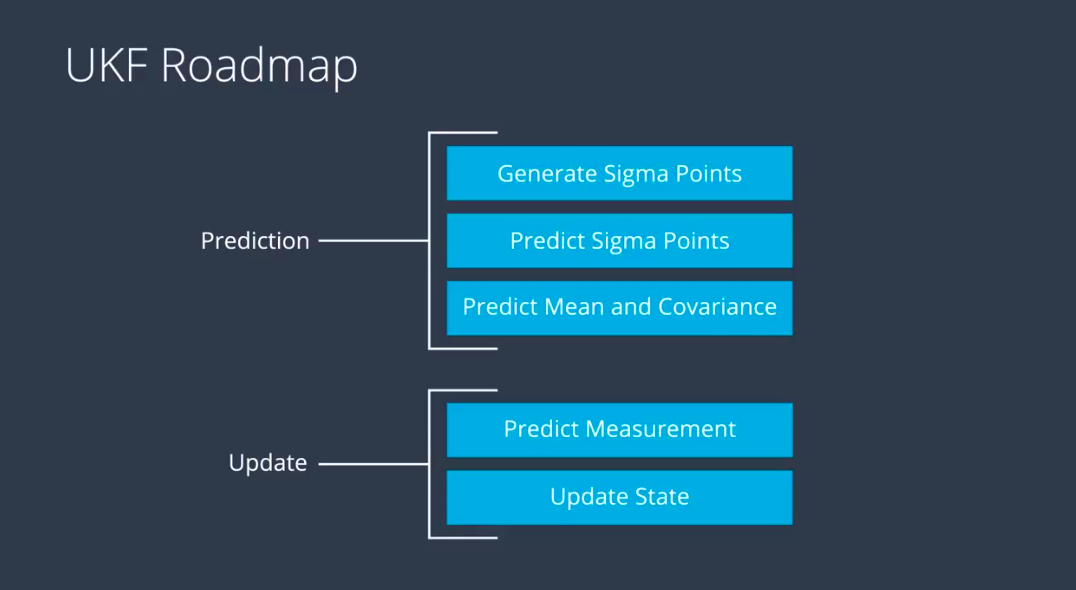 UKF Roadmap
Prediction
Generate Sigma Points
Predict Sigma Points
Predict Mean and Covariance
Update
Predict Measurement
Update State